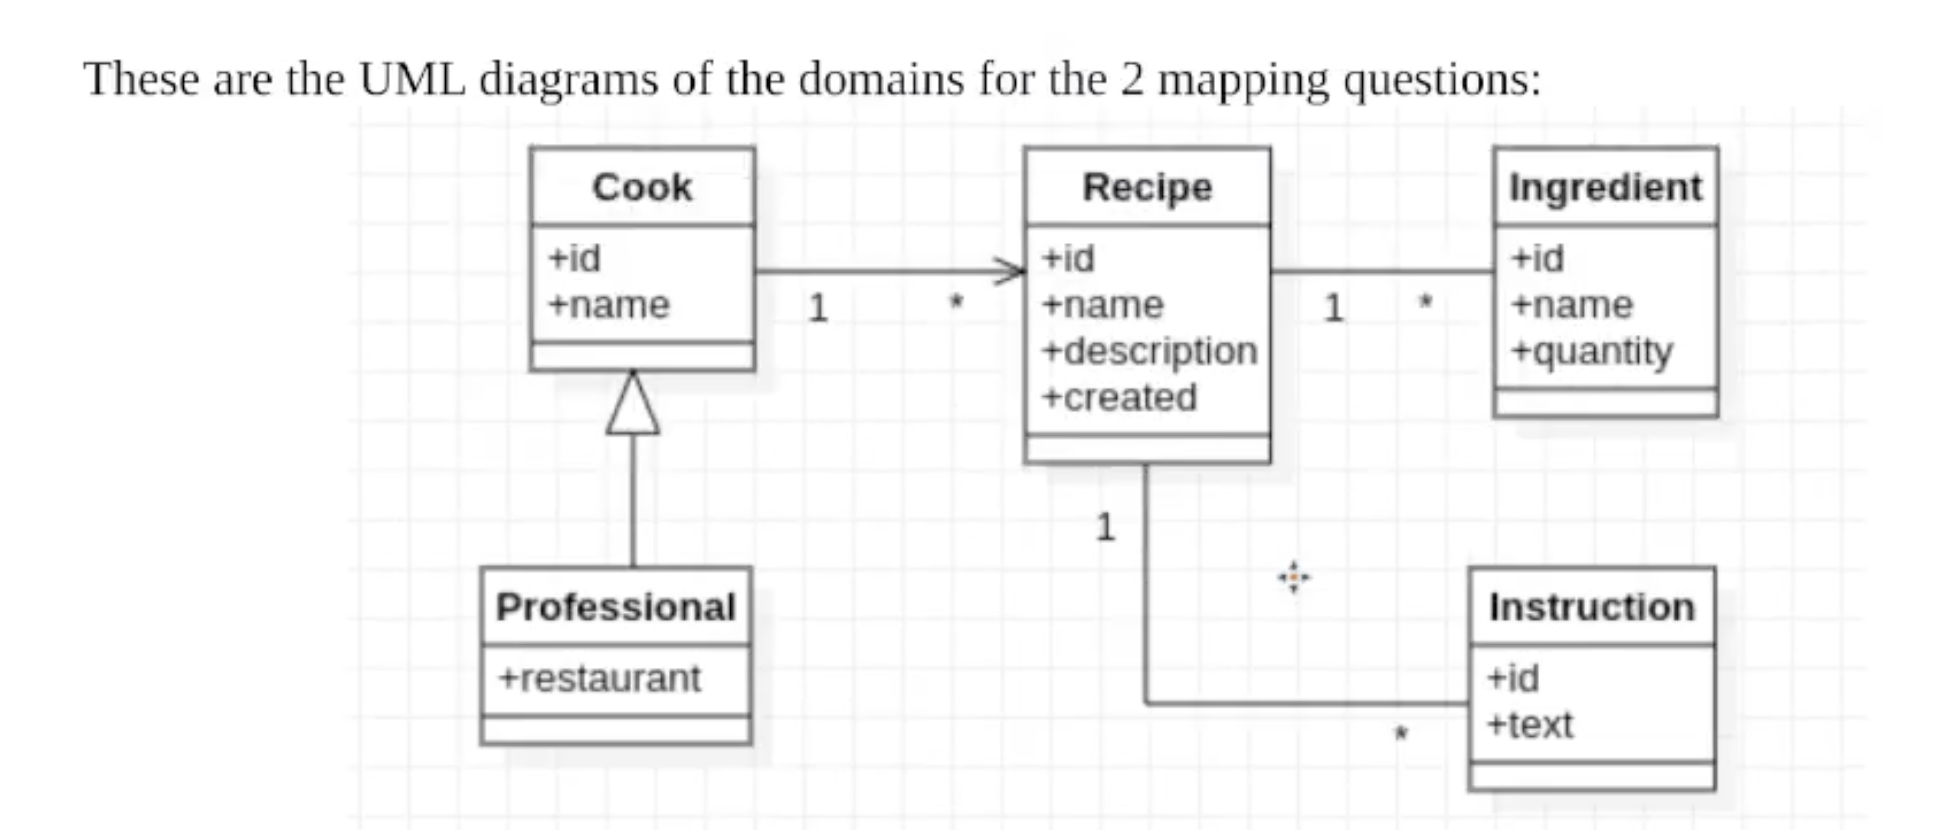 These are the UML diagrams of the domains for the 2 mapping questions:
Cook
+id
+name
1
*
Recipe
+id
+name
+description
+created
1
*
Ingredient
+id
+name
+quantity
Professional
+restaurant
1
*
Instruction
+id
+text